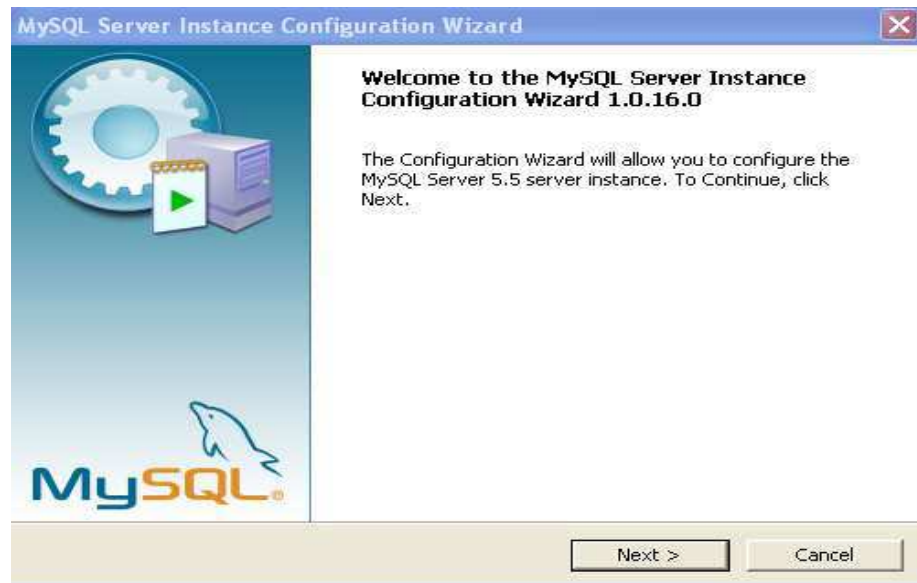 MySQL Server Instance Configuration Wizard
Welcome to the MySQL Server Instance
Configuration Wizard 1.0.16.0
The Configuration Wizard will allow you to configure the
MySQL Server 5.5 server instance. To Continue, click
Next.
MySQL®
Next >
Cancel